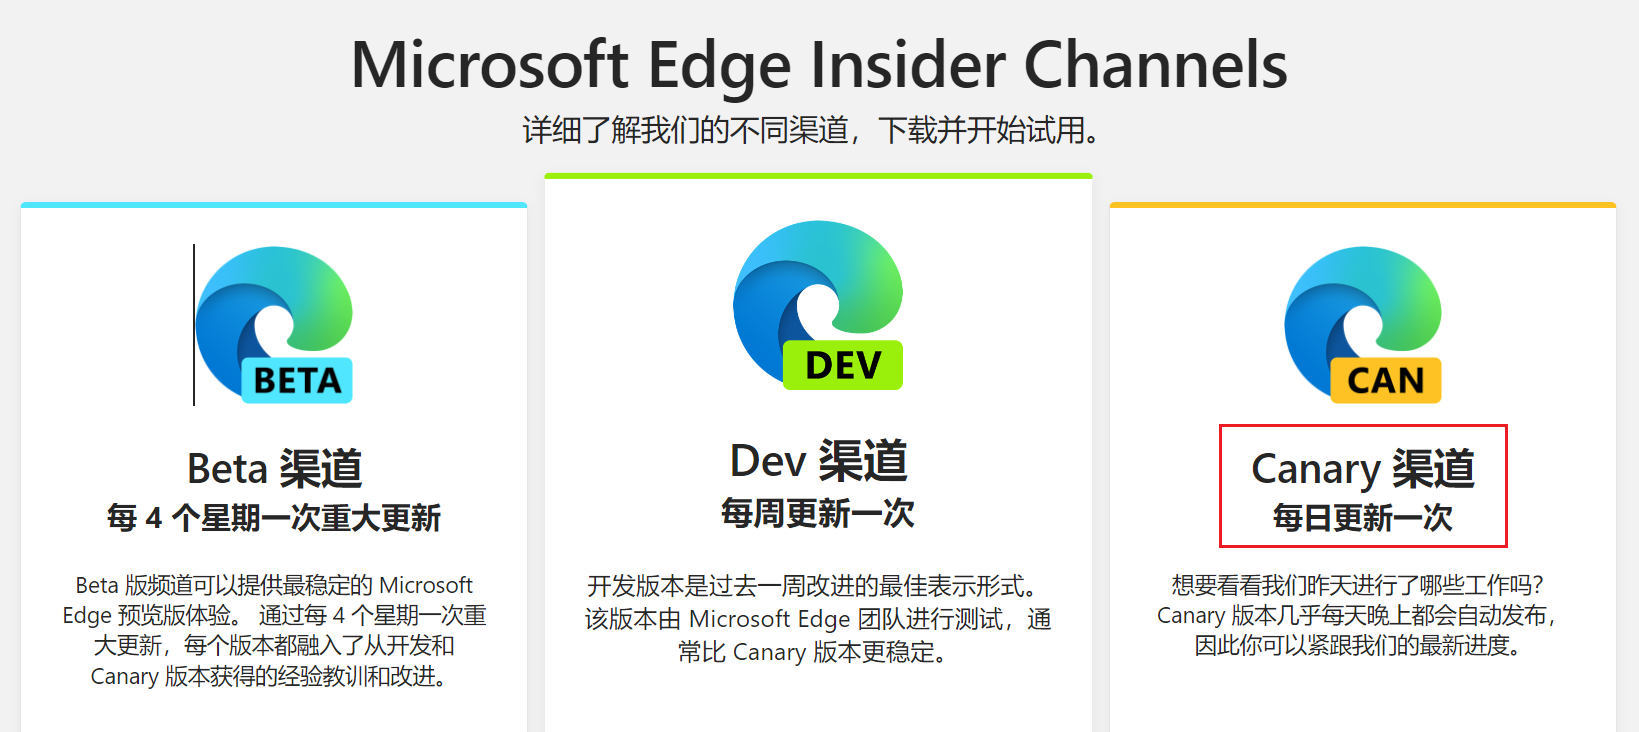 Microsoft Edge Insider Channels
详细了解我们的不同渠道，下载并开始试用。
BETA
Beta 渠道
每 4 个星期一次重大更新
Beta 版频道可以提供最稳定的 Microsoft
Edge 预览版体验。 通过每 4 个星期一次重
大更新，每个版本都融入了从开发和
Canary 版本获得的经验教训和改进。
DEV
Dev 渠道
每周更新一次
开发版本是过去一周改进的最佳表示形式。
该版本由 Microsoft Edge 团队进行测试，通
常比 Canary 版本更稳定。
CAN
Canary 渠道
每日更新一次
想要看看我们昨天进行了哪些工作吗？
Canary 版本几乎每天晚上都会自动发布，
因此你可以紧跟我们的最新进度。